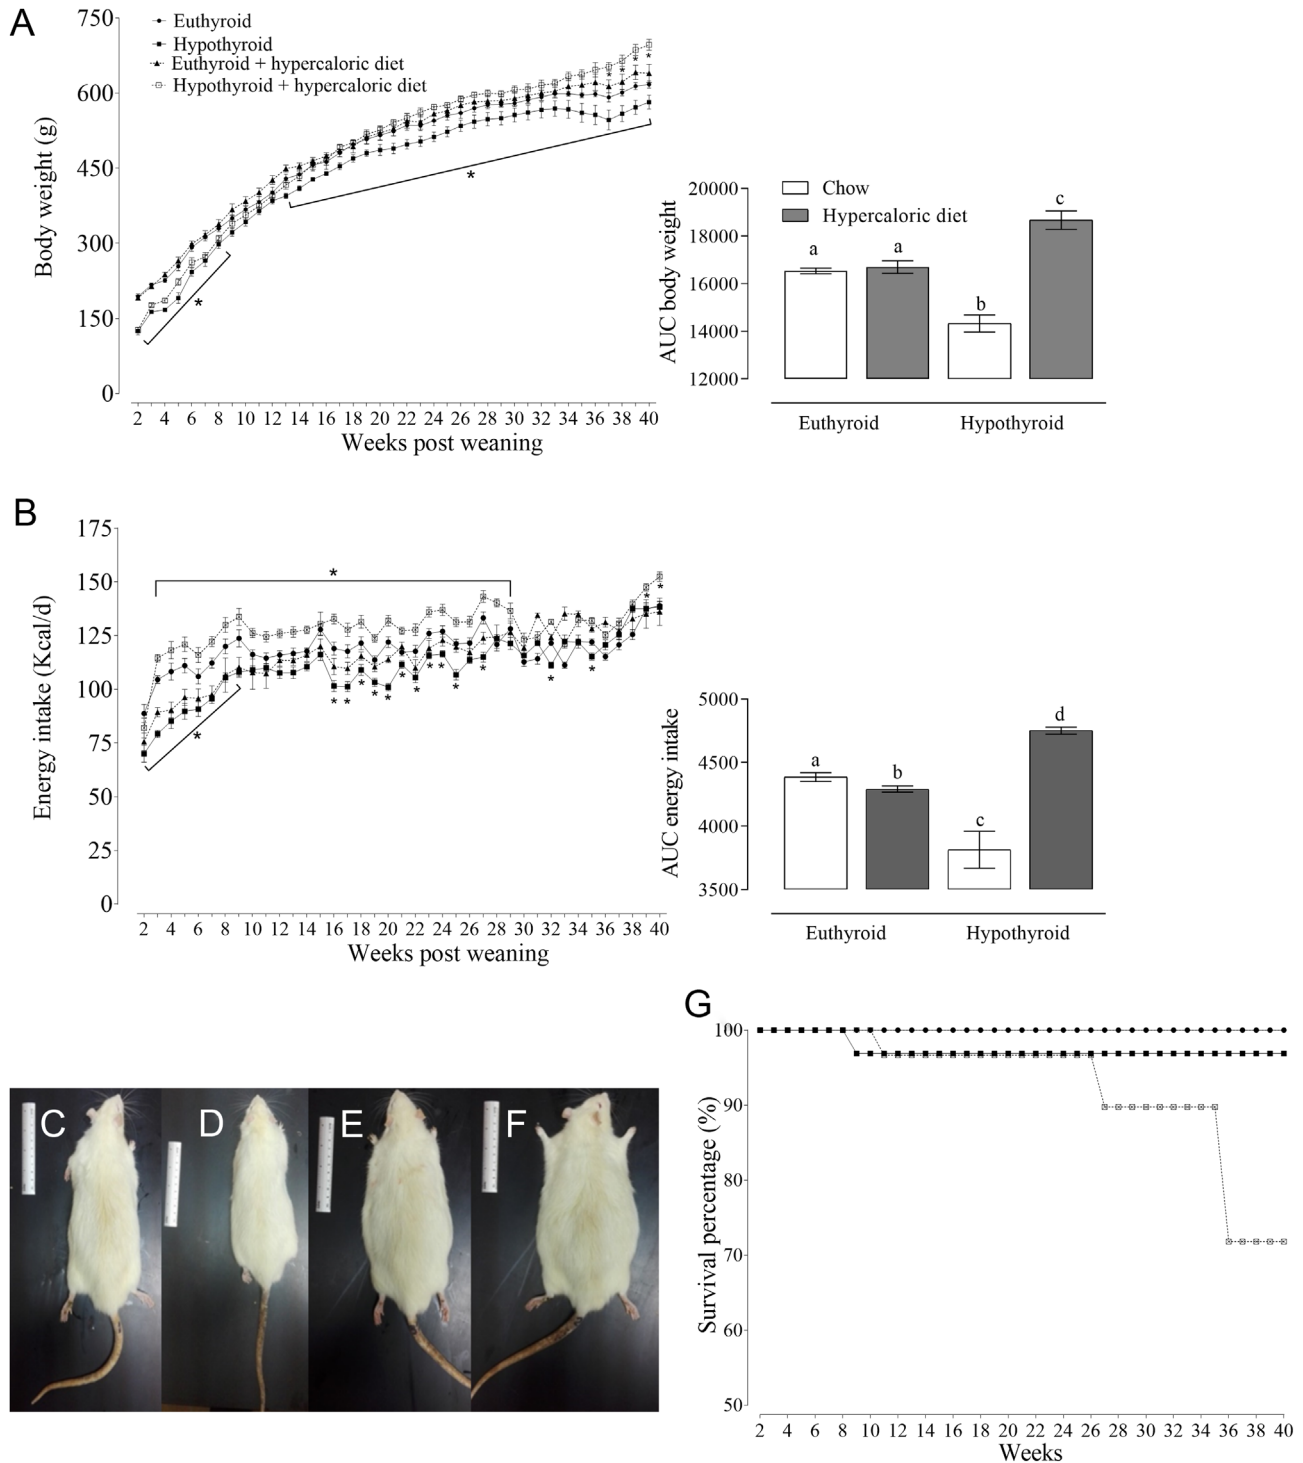 A
750
600
450
300
150
0
Body weight (g)
Euthyroid
Hypothyroid
Euthyroid + hypercaloric diet
Hypothyroid + hypercaloric diet
*
*
* * * *
2 4 6 8 10 12 14 16 18 20 22 24 26 28 30 32 34 36 38 40
Weeks post weaning
20000
18000
16000
14000
12000
AUC body weight
Chow
Hypercaloric diet
a a b c
Euthyroid Hypothyroid
B
175
150
125
100
75
50
25
0
Energy intake (Kcal/d)
*
*
* * * * * * * * * * * * * * *
2 4 6 8 10 12 14 16 18 20 22 24 26 28 30 32 34 36 38 40
Weeks post weaning
5000
4500
4000
3500
AUC energy intake
a b c d
Euthyroid Hypothyroid
C D E F
G
100
90
80
70
60
50
Survival percentage (%)
2 4 6 8 10 12 14 16 18 20 22 24 26 28 30 32 34 36 38 40
Weeks